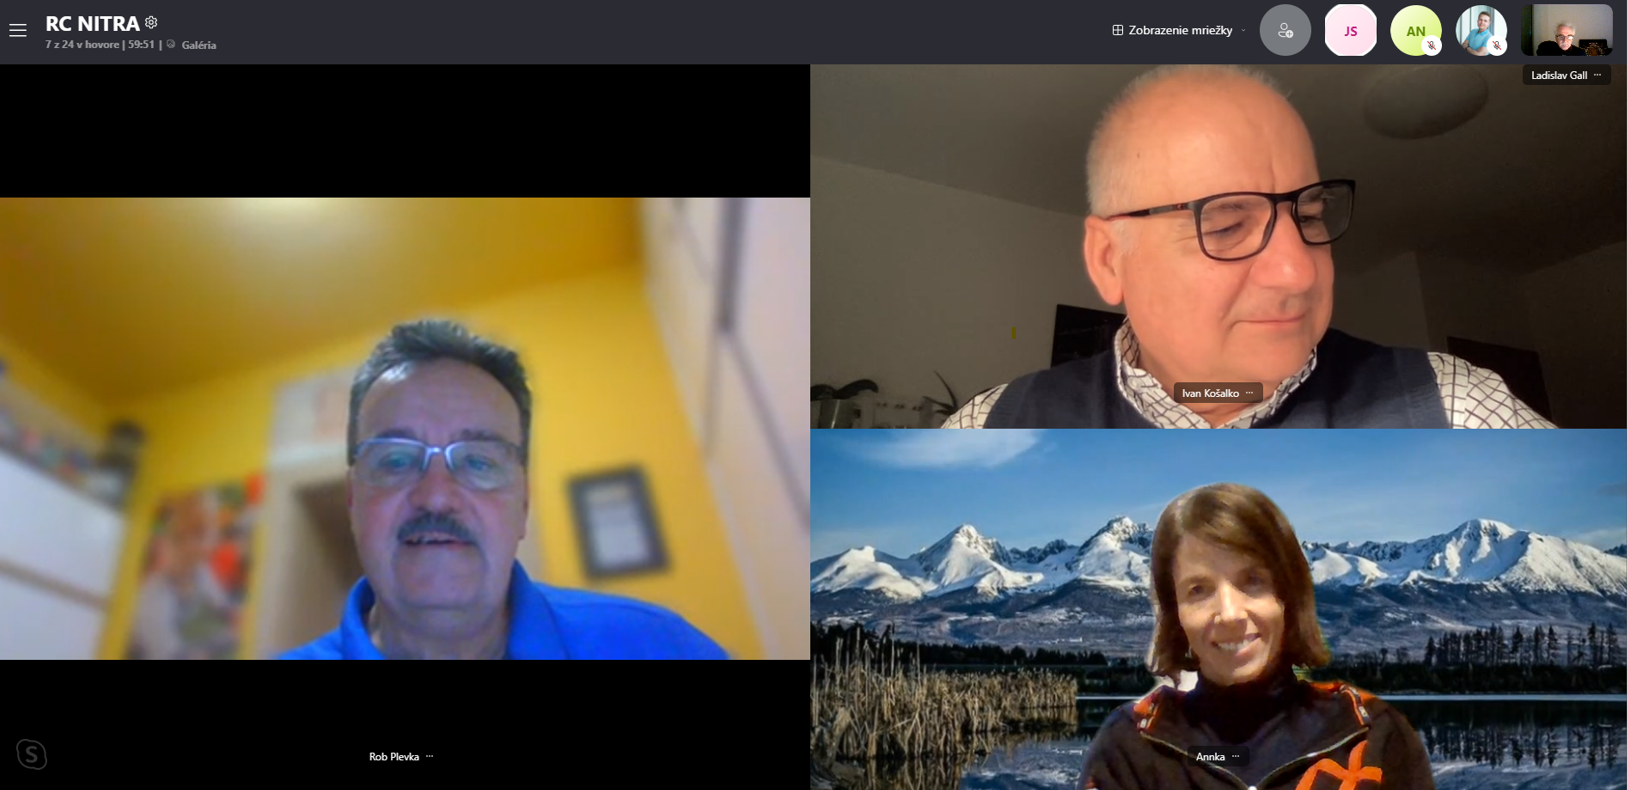 RC NITRA
7 z 24 v hovore | 59:51 | Galéria
Zobrazenie mriežky
JS
AN
Ladislav Gall ...
Ivan Košalko ...
S
Rob Plevka ...
Annka ...